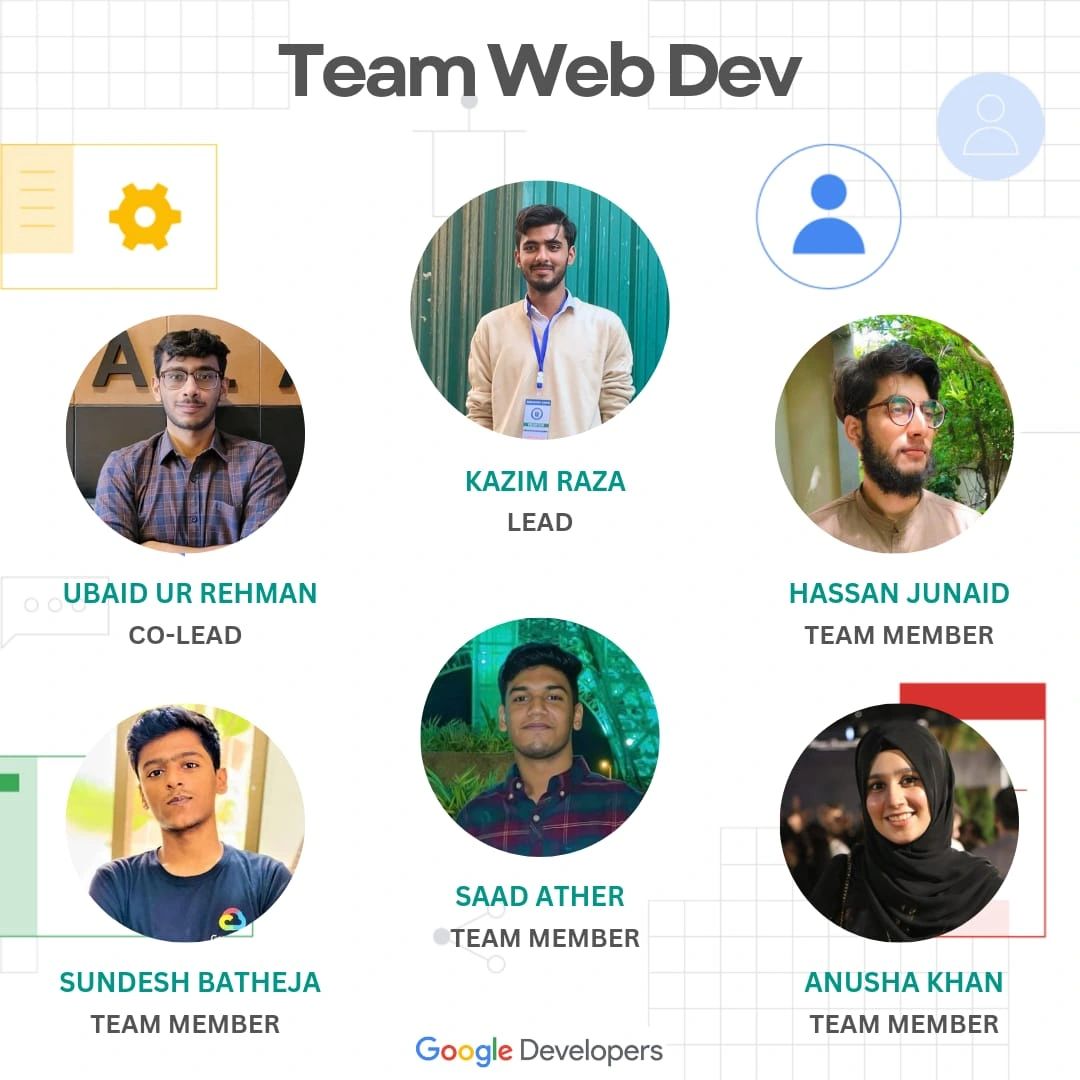 Team Web Dev
KAZIM RAZA
LEAD
UBAID UR REHMAN
CO-LEAD
HASSAN JUNAID
TEAM MEMBER
SAAD ATHER
TEAM MEMBER
SUNDESH BATHEJA
TEAM MEMBER
ANUSHA KHAN
TEAM MEMBER
Google Developers